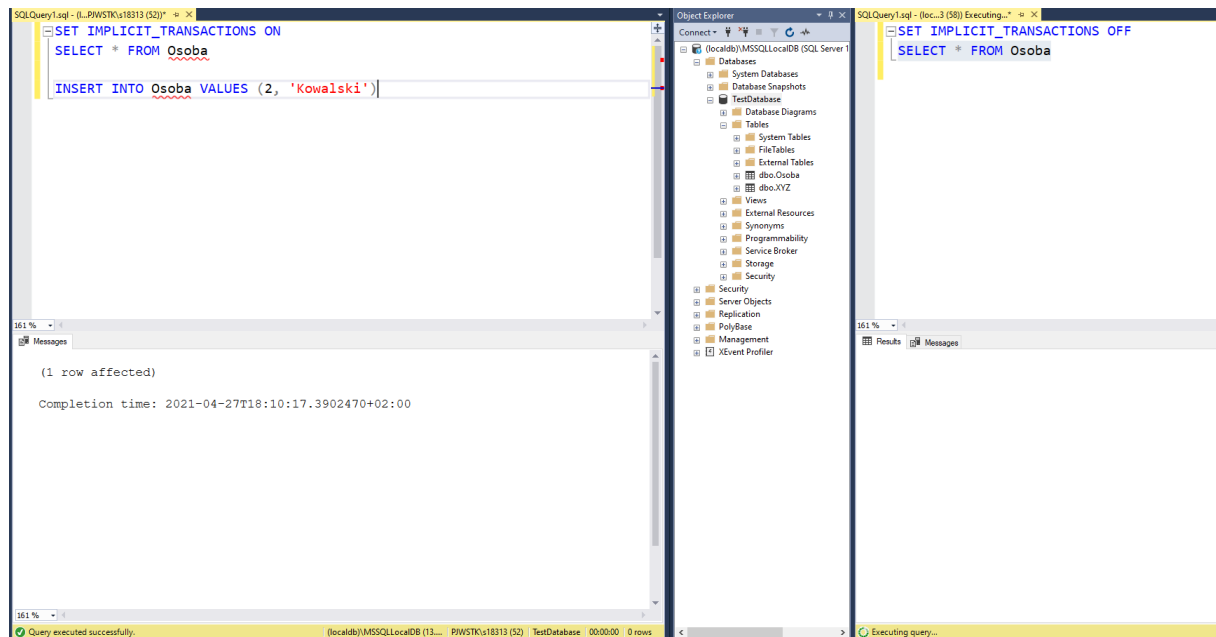 SQLQuery1.sql - (l...PJWSTK\s18313 (52))*
SET IMPLICIT_TRANSACTIONS ON
SELECT * FROM Osoba
INSERT INTO Osoba VALUES (2, 'Kowalski')
161 %
Messages
(1 row affected)
Completion time: 2021-04-27T18:10:17.3902470+02:00
161 %
Query executed successfully.
(localdb)\MSSQLLocalDB (13....
PJWSTK\s18313 (52)
TestDatabase
00:00:00
0 rows
Object Explorer
Connect
(localdb)\MSSQLLocalDB (SQL Server 1
Databases
System Databases
Database Snapshots
TestDatabase
Database Diagrams
Tables
System Tables
FileTables
External Tables
dbo.Osoba
dbo.XYZ
Views
External Resources
Synonyms
Programmability
Service Broker
Storage
Security
Security
Server Objects
Replication
PolyBase
Management
XEvent Profiler
SQLQuery1.sql - (loc...3 (58)) Executing...*
SET IMPLICIT_TRANSACTIONS OFF
SELECT * FROM Osoba
161 %
Results
Messages
Executing query...